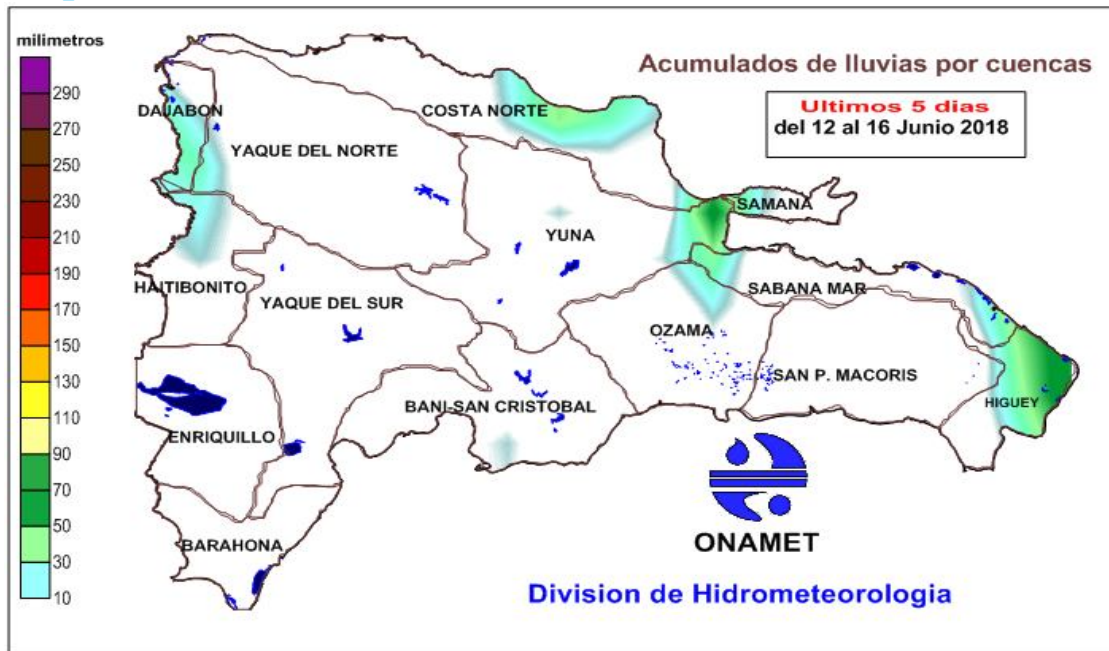 milimetros
290
270
250
230
210
190
170
150
130
110
90
70
50
30
10
Acumulados de lluvias por cuencas
Ultimos 5 dias
del 12 al 16 Junio 2018
DAJABON
COSTA NORTE
YAQUE DEL NORTE
SAMANA
YUNA
HAITIBONITO
YAQUE DEL SUR
SABANA MAR
OZAMA
SAN P. MACORIS
BANI-SAN CRISTOBAL
HIGUEY
ENRIQUILLO
BARAHONA
ONAMET
Division de Hidrometeorologia